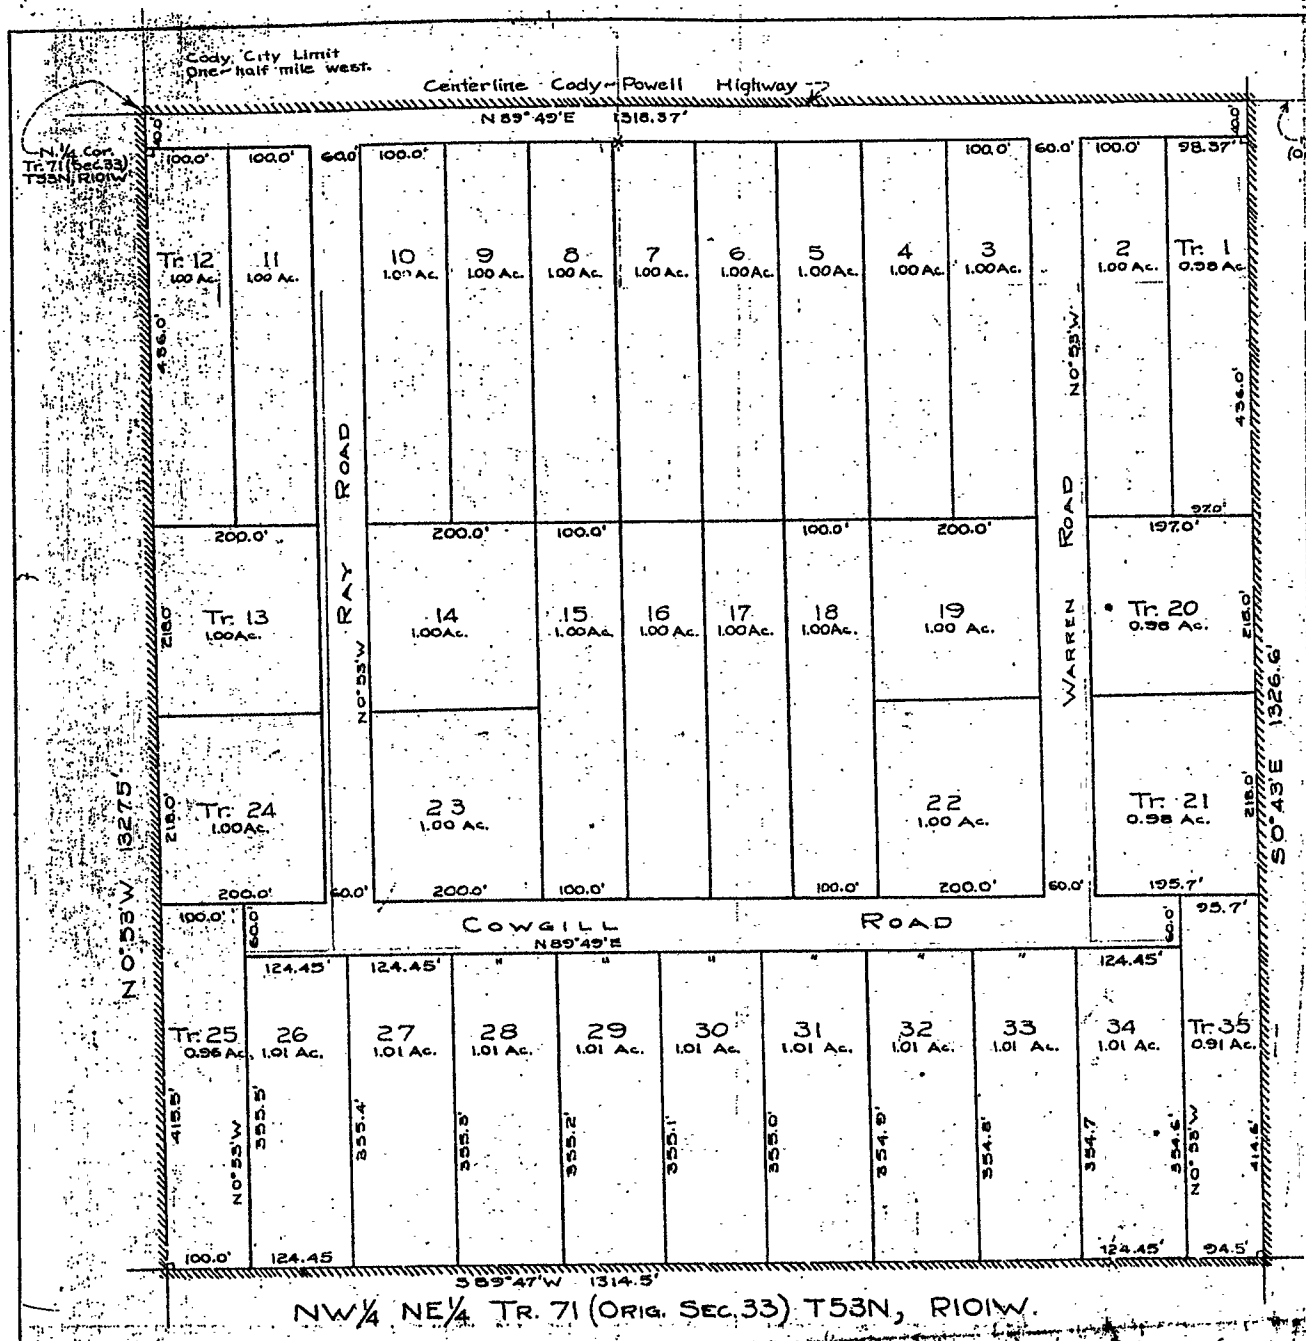 Cody City Limit
One-half mile west.
Centerline Cody-Powell Highway
N 89°49'E 1318.37'
N ¼ Cor.
Tr. 71 (Sec. 33)
T53N, R101W
40.0'
40.0'
100.0' 100.0' 60.0' 100.0' 100.0' 60.0' 100.0' 98.37'
Tr. 12 11 10 9 8 7 6 5 4 3 2 Tr. 1
1.00 Ac. 1.00 Ac. 1.00 Ac. 1.00 Ac. 1.00 Ac. 1.00 Ac. 1.00 Ac. 1.00 Ac. 1.00 Ac. 1.00 Ac. 1.00 Ac. 0.98 Ac.
436.0'
N0°53'W
436.0'
RAY ROAD
WARREN ROAD
97.0'
200.0' 200.0' 100.0' 100.0' 200.0' 197.0'
Tr. 13 14 15 16 17 18 19 Tr. 20
1.00 Ac. 1.00 Ac. 1.00 Ac. 1.00 Ac. 1.00 Ac. 1.00 Ac. 1.00 Ac. 0.98 Ac.
218.0'
218.0'
N0°53'W
N 0°53'W 1327.5'
S 0°43'E 1326.6'
Tr. 24 23 22 Tr. 21
1.00 Ac. 1.00 Ac. 1.00 Ac. 0.98 Ac.
218.0'
218.0'
200.0' 60.0' 200.0' 100.0' 100.0' 200.0' 60.0' 195.7'
100.0' 60.0' COWGILL ROAD 60.0' 95.7'
N89°49'E
124.45' 124.45' " " " " " " 124.45'
Tr. 25 26 27 28 29 30 31 32 33 34 Tr. 35
0.96 Ac. 1.01 Ac. 1.01 Ac. 1.01 Ac. 1.01 Ac. 1.01 Ac. 1.01 Ac. 1.01 Ac. 1.01 Ac. 1.01 Ac. 0.91 Ac.
415.5' N0°53'W 355.5' 355.4' 355.3' 355.2' 355.1' 355.0' 354.9' 354.8' 354.7 354.6' N0°53'W 414.6'
100.0' 124.45 124.45' 94.5'
S 89°47'W 1314.5'
NW¼ NE¼ TR. 71 (ORIG. SEC. 33) T53N, R101W.